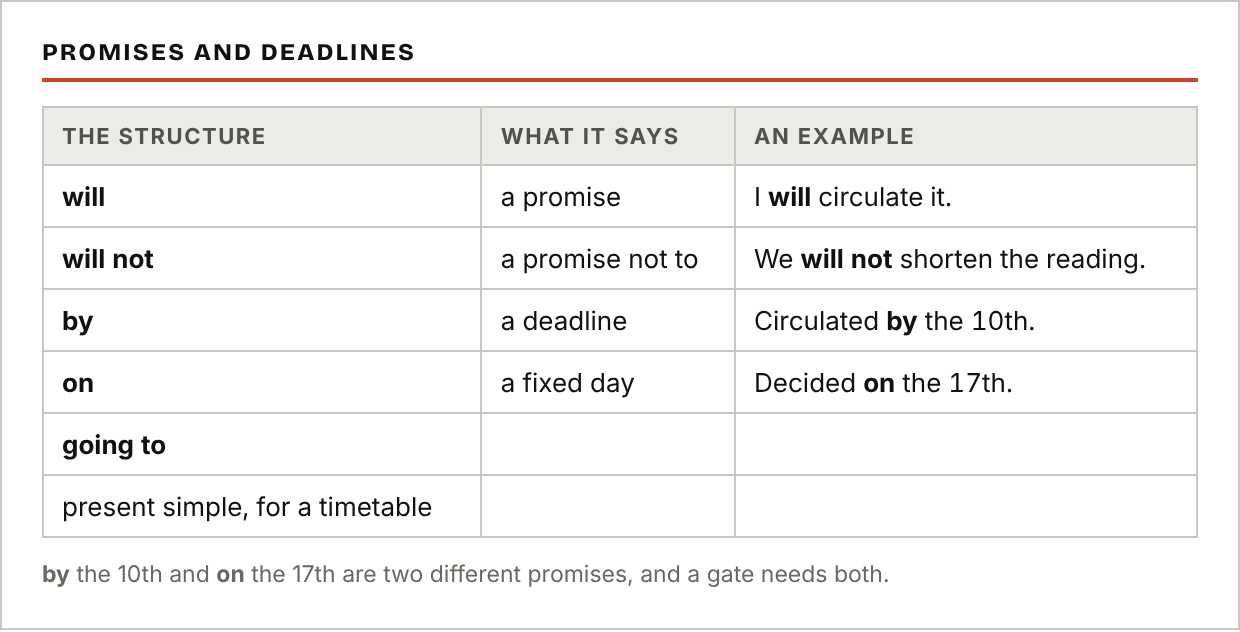 PROMISES AND DEADLINES
THE STRUCTURE WHAT IT SAYS AN EXAMPLE
will a promise I will circulate it.
will not a promise not to We will not shorten the reading.
by a deadline Circulated by the 10th.
on a fixed day Decided on the 17th.
going to
present simple, for a timetable
by the 10th and on the 17th are two different promises, and a gate needs both.